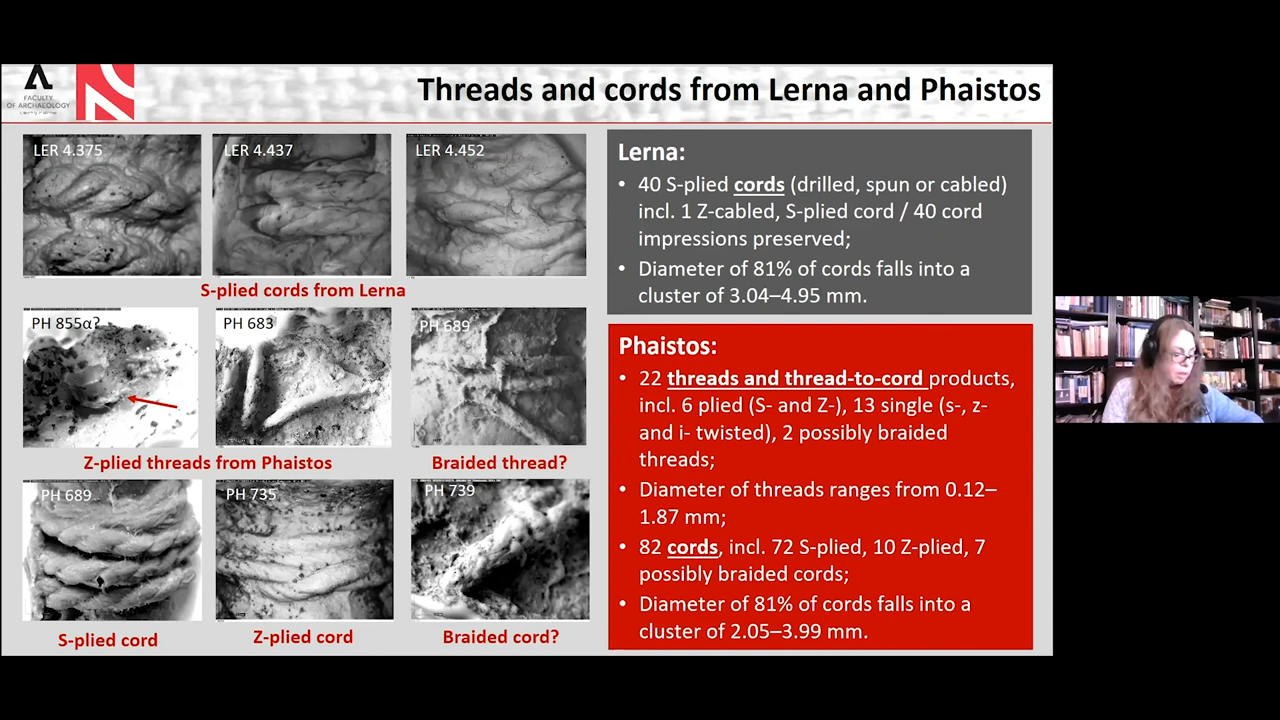 FACULTY
OF ARCHAEOLOGY
Threads and cords from Lerna and Phaistos
LER 4.375
LER 4.437
LER 4.452
S-plied cords from Lerna
PH 855α?
PH 683
PH 689
Z-plied threads from Phaistos
Braided thread?
PH 689
PH 735
PH 739
S-plied cord
Z-plied cord
Braided cord?
Lerna:
• 40 S-plied cords (drilled, spun or cabled)
incl. 1 Z-cabled, S-plied cord / 40 cord
impressions preserved;
• Diameter of 81% of cords falls into a
cluster of 3.04–4.95 mm.
Phaistos:
• 22 threads and thread-to-cord products,
incl. 6 plied (S- and Z-), 13 single (s-, z-
and i- twisted), 2 possibly braided
threads;
• Diameter of threads ranges from 0.12–
1.87 mm;
• 82 cords, incl. 72 S-plied, 10 Z-plied, 7
possibly braided cords;
• Diameter of 81% of cords falls into a
cluster of 2.05–3.99 mm.